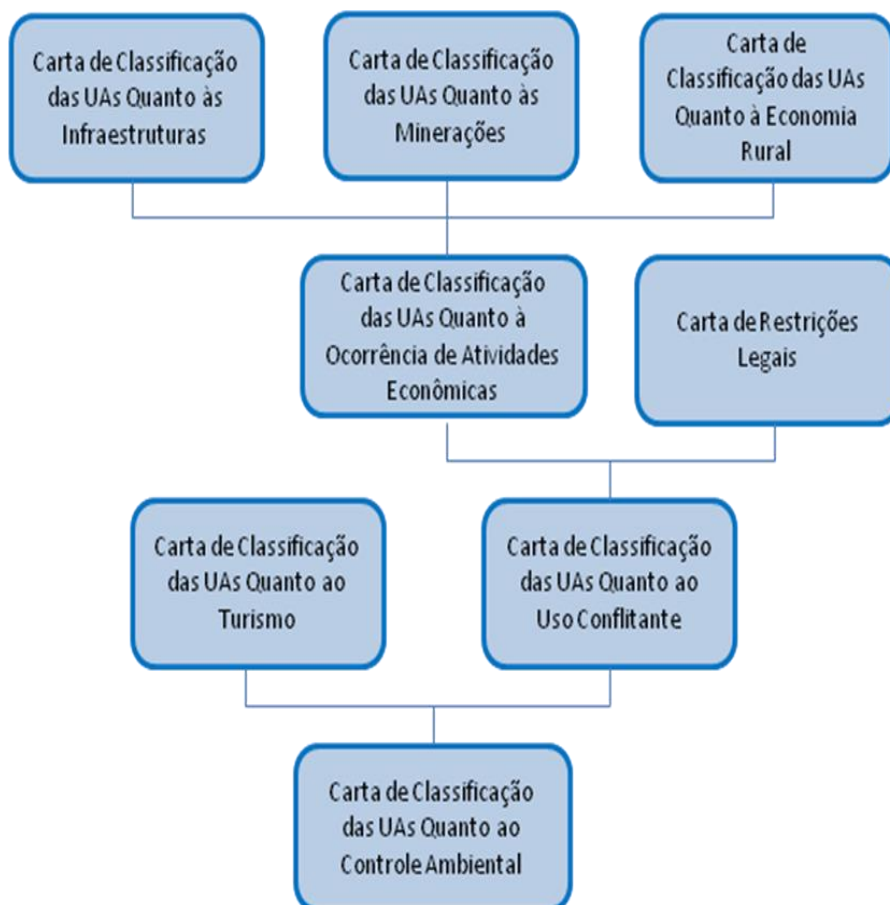 Carta de Classificação
das UAs Quanto às
Infraestruturas
Carta de Classificação
das UAs Quanto às
Minerações
Carta de
Classificação das UAs
Quanto à Economia
Rural
Carta de Classificação
das UAs Quanto à
Ocorrência de Atividades
Econômicas
Carta de Restrições
Legais
Carta de Classificação
das UAs Quanto ao
Turismo
Carta de Classificação
das UAs Quanto ao
Uso Conflitante
Carta de Classificação
das UAs Quanto ao
Controle Ambiental